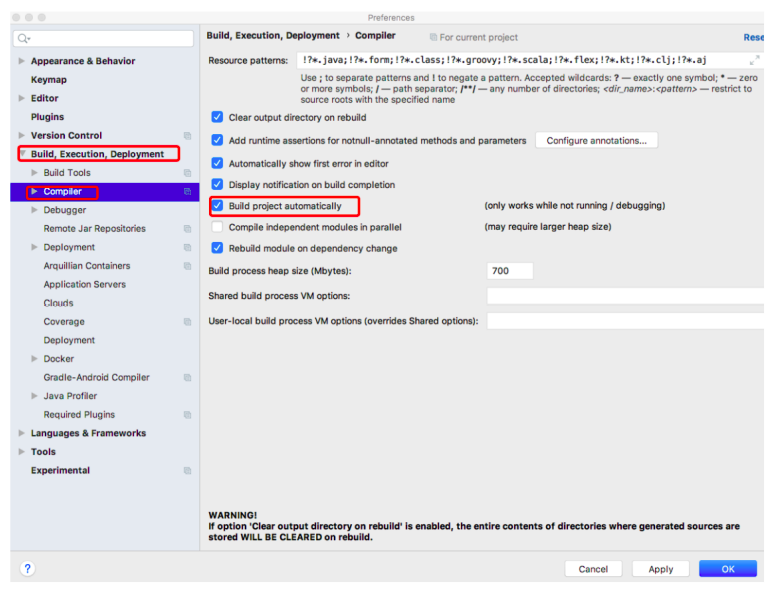 Preferences
Appearance & Behavior
Keymap
Editor
Plugins
Version Control
Build, Execution, Deployment
Build Tools
Compiler
Debugger
Remote Jar Repositories
Deployment
Arquillian Containers
Application Servers
Clouds
Coverage
Deployment
Docker
Gradle-Android Compiler
Java Profiler
Required Plugins
Languages & Frameworks
Tools
Experimental
Build, Execution, Deployment › Compiler
For current project
Rese
Resource patterns: !?*.java;!?*.form;!?*.class;!?*.groovy;!?*.scala;!?*.flex;!?*.kt;!?*.clj;!?*.aj
Use ; to separate patterns and ! to negate a pattern. Accepted wildcards: ? — exactly one symbol; * — zero
or more symbols; / — path separator; /**/ — any number of directories; <dir_name>:<pattern> — restrict to
source roots with the specified name
Clear output directory on rebuild
Add runtime assertions for notnull-annotated methods and parameters Configure annotations...
Automatically show first error in editor
Display notification on build completion
Build project automatically (only works while not running / debugging)
Compile independent modules in parallel (may require larger heap size)
Rebuild module on dependency change
Build process heap size (Mbytes): 700
Shared build process VM options:
User-local build process VM options (overrides Shared options):
WARNING!
If option 'Clear output directory on rebuild' is enabled, the entire contents of directories where generated sources are
stored WILL BE CLEARED on rebuild.
?
Cancel
Apply
OK